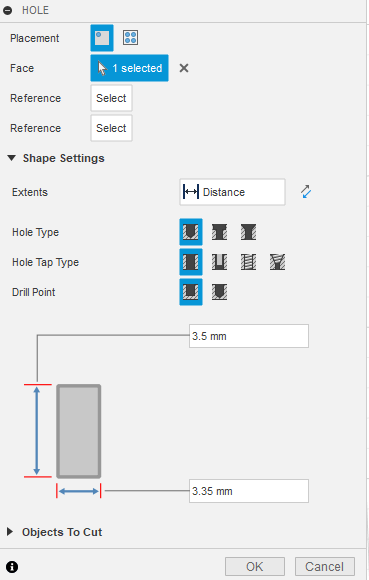 HOLE
Placement
Face 1 selected
Reference Select
Reference Select
Shape Settings
Extents Distance
Hole Type
Hole Tap Type
Drill Point
3.5 mm
3.35 mm
Objects To Cut
OK Cancel